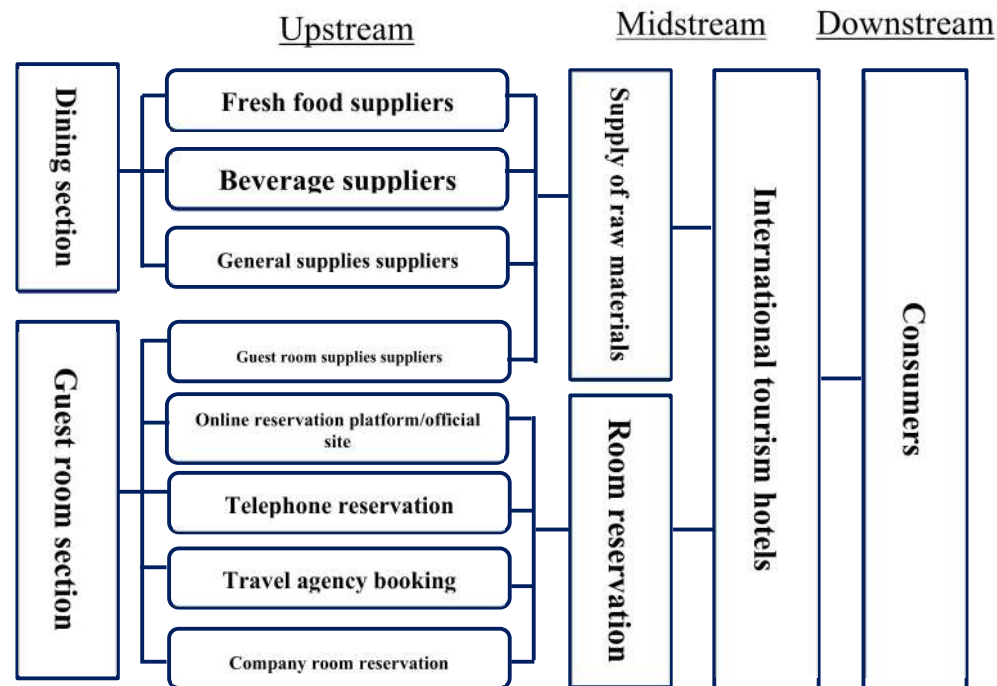 Upstream
Midstream
Downstream
Dining section
Fresh food suppliers
Beverage suppliers
General supplies suppliers
Guest room section
Guest room supplies suppliers
Online reservation platform/official
site
Telephone reservation
Travel agency booking
Company room reservation
Supply of raw materials
Room reservation
International tourism hotels
Consumers